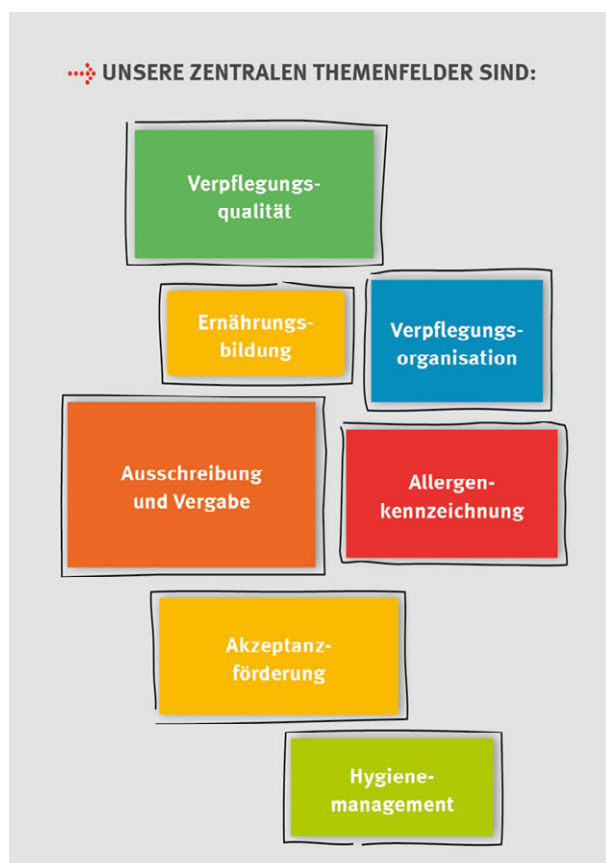 UNSERE ZENTRALEN THEMENFELDER SIND:
Verpflegungs-
qualität
Ernährungs-
bildung
Verpflegungs-
organisation
Ausschreibung
und Vergabe
Allergen-
kennzeichnung
Akzeptanz-
förderung
Hygiene-
management